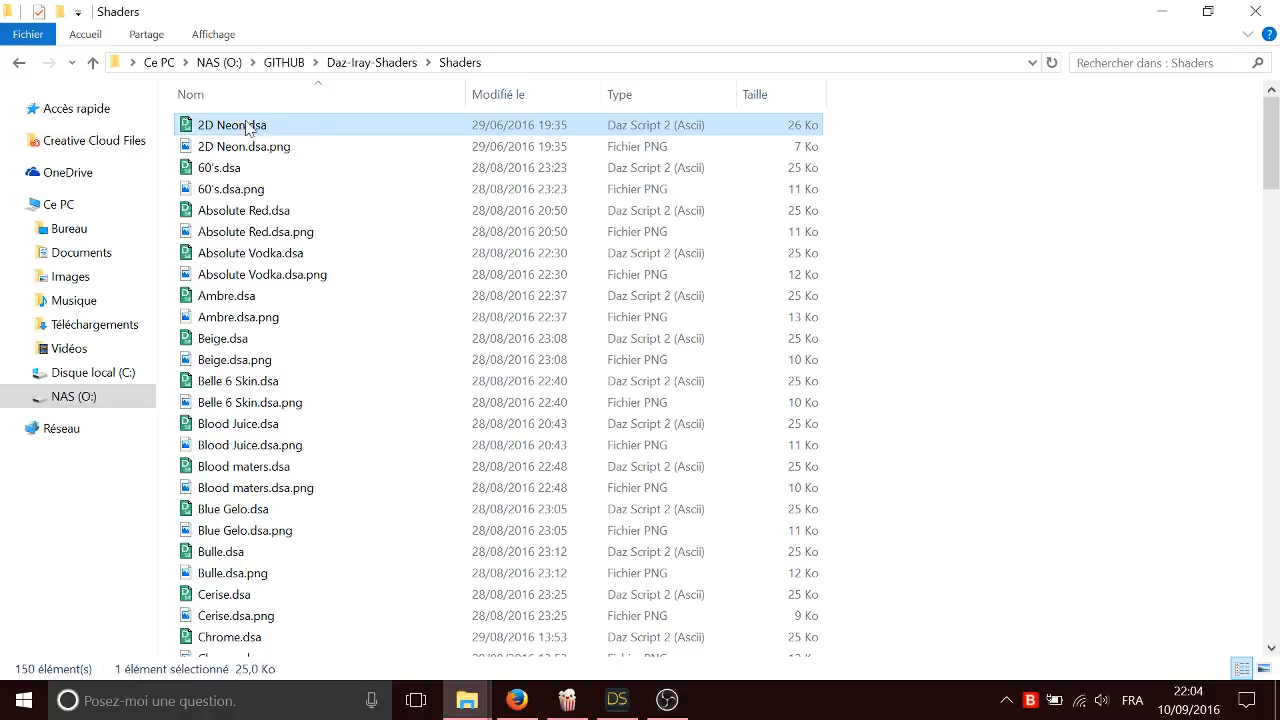 Shaders
Fichier Accueil Partage Affichage
Ce PC NAS (O:) GITHUB Daz-Iray-Shaders Shaders Rechercher dans : Shaders
Nom Modifié le Type Taille
Accès rapide
Creative Cloud Files
OneDrive
Ce PC
Bureau
Documents
Images
Musique
Téléchargements
Vidéos
Disque local (C:)
NAS (O:)
Réseau
2D Neon.dsa 29/06/2016 19:35 Daz Script 2 (Ascii) 26 Ko
2D Neon.dsa.png 29/06/2016 19:35 Fichier PNG 7 Ko
60's.dsa 28/08/2016 23:23 Daz Script 2 (Ascii) 25 Ko
60's.dsa.png 28/08/2016 23:23 Fichier PNG 11 Ko
Absolute Red.dsa 28/08/2016 20:50 Daz Script 2 (Ascii) 25 Ko
Absolute Red.dsa.png 28/08/2016 20:50 Fichier PNG 11 Ko
Absolute Vodka.dsa 28/08/2016 22:30 Daz Script 2 (Ascii) 25 Ko
Absolute Vodka.dsa.png 28/08/2016 22:30 Fichier PNG 12 Ko
Ambre.dsa 28/08/2016 22:37 Daz Script 2 (Ascii) 25 Ko
Ambre.dsa.png 28/08/2016 22:37 Fichier PNG 13 Ko
Beige.dsa 28/08/2016 23:08 Daz Script 2 (Ascii) 25 Ko
Beige.dsa.png 28/08/2016 23:08 Fichier PNG 10 Ko
Belle 6 Skin.dsa 28/08/2016 22:40 Daz Script 2 (Ascii) 25 Ko
Belle 6 Skin.dsa.png 28/08/2016 22:40 Fichier PNG 10 Ko
Blood Juice.dsa 28/08/2016 20:43 Daz Script 2 (Ascii) 25 Ko
Blood Juice.dsa.png 28/08/2016 20:43 Fichier PNG 11 Ko
Blood maters.dsa 28/08/2016 22:48 Daz Script 2 (Ascii) 25 Ko
Blood maters.dsa.png 28/08/2016 22:48 Fichier PNG 10 Ko
Blue Gelo.dsa 28/08/2016 23:05 Daz Script 2 (Ascii) 25 Ko
Blue Gelo.dsa.png 28/08/2016 23:05 Fichier PNG 11 Ko
Bulle.dsa 28/08/2016 23:12 Daz Script 2 (Ascii) 25 Ko
Bulle.dsa.png 28/08/2016 23:12 Fichier PNG 12 Ko
Cerise.dsa 28/08/2016 23:25 Daz Script 2 (Ascii) 25 Ko
Cerise.dsa.png 28/08/2016 23:25 Fichier PNG 9 Ko
Chrome.dsa 29/08/2016 13:53 Daz Script 2 (Ascii) 25 Ko
150 élément(s) 1 élément sélectionné 25,0 Ko
Posez-moi une question. DS B FRA 22:04
10/09/2016